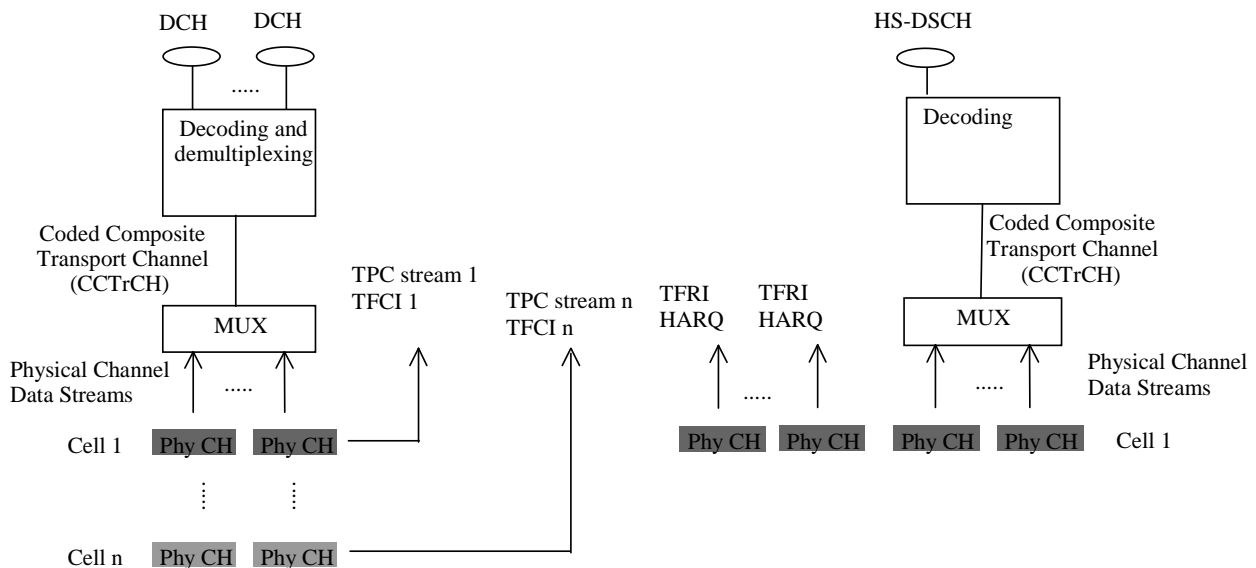 DCH DCH
.....
Decoding and
demultiplexing
Coded Composite
Transport Channel
(CCTrCH)
MUX
Physical Channel
Data Streams
.....
Cell 1 Phy CH Phy CH
Cell n Phy CH Phy CH
TPC stream 1
TFCI 1
TPC stream n
TFCI n
TFRI
HARQ
TFRI
HARQ
.....
Phy CH Phy CH
HS-DSCH
Decoding
Coded Composite
Transport Channel
(CCTrCH)
MUX
Physical Channel
Data Streams
.....
Phy CH Phy CH Cell 1